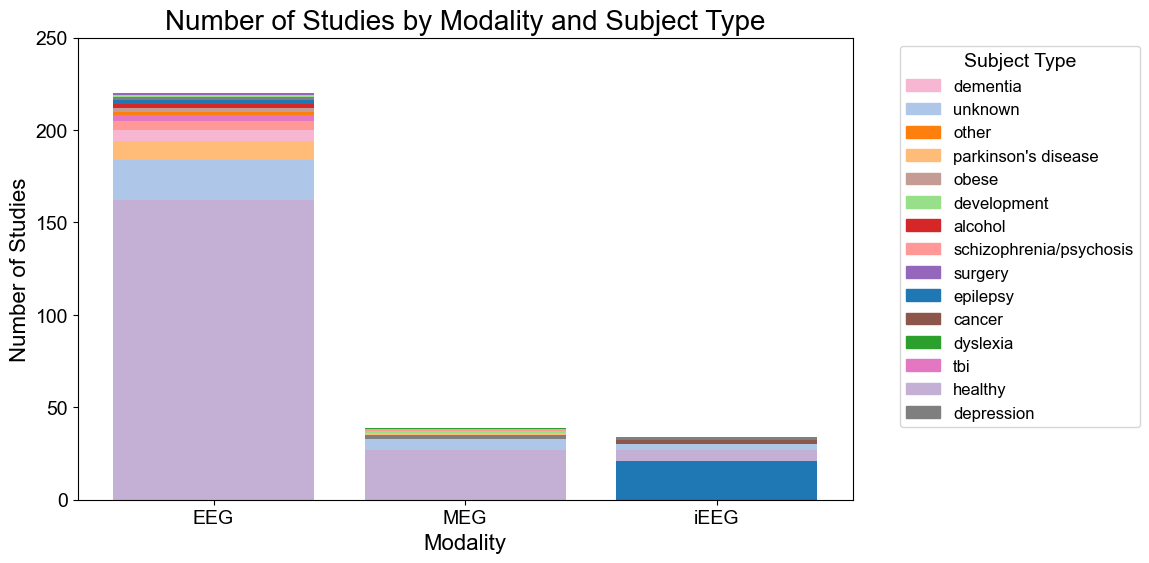 Number of Studies by Modality and Subject Type
250
200
150
100
50
0
Number of Studies
EEG
MEG
iEEG
Modality
Subject Type
dementia
unknown
other
parkinson's disease
obese
development
alcohol
schizophrenia/psychosis
surgery
epilepsy
cancer
dyslexia
tbi
healthy
depression